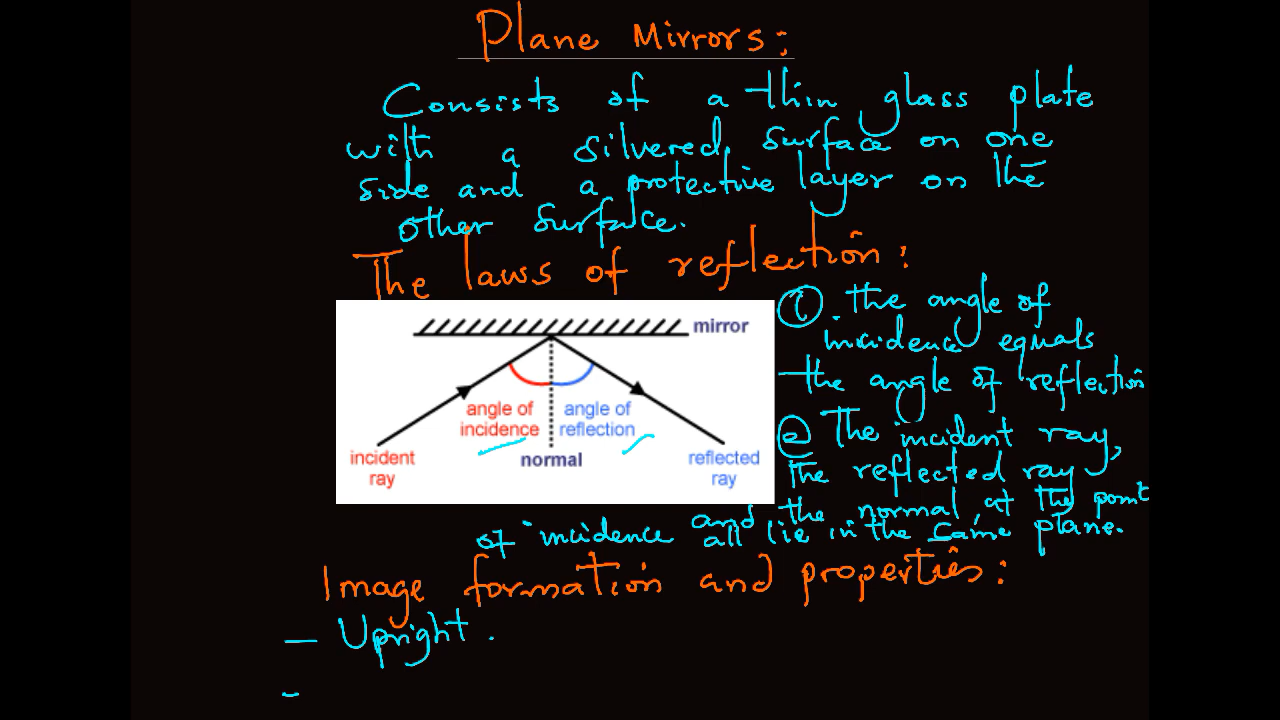 Plane Mirrors:
Consists of a thin glass plate
with a silvered surface on one
side and a protective layer on the
other surface.
The laws of reflection:
mirror
angle of incidence
angle of reflection
normal
incident ray
reflected ray
① the angle of
incidence equals
the angle of reflection
② The incident ray,
the reflected ray
and the normal, at the point
of incidence all lie in the same plane.
Image formation and properties:
– Upright.
–